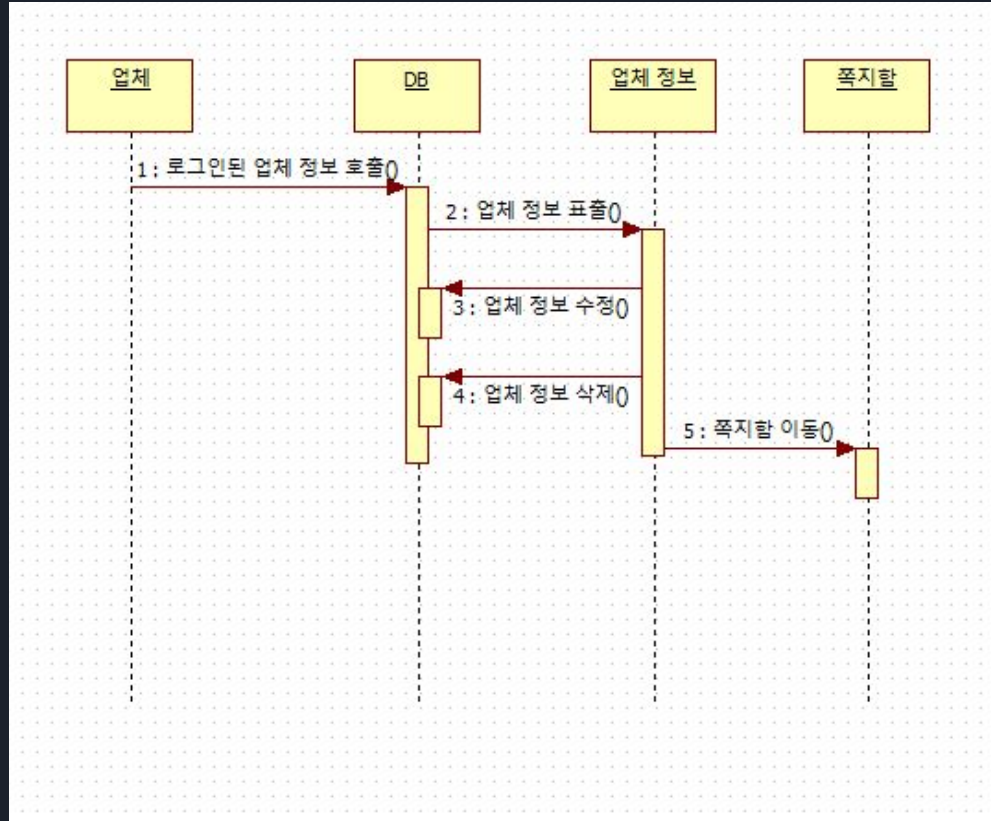 업체
DB
업체 정보
쪽지함
1 : 로그인된 업체 정보 호출()
2 : 업체 정보 표출()
3 : 업체 정보 수정()
4 : 업체 정보 삭제()
5 : 쪽지함 이동()